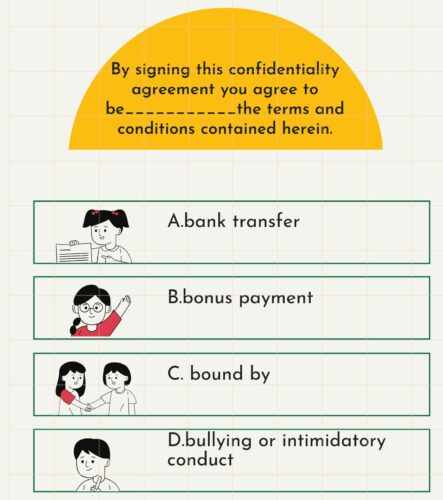 By signing this confidentiality
agreement you agree to
be___________the terms and
conditions contained herein.
A.bank transfer
B.bonus payment
C. bound by
D.bullying or intimidatory
conduct